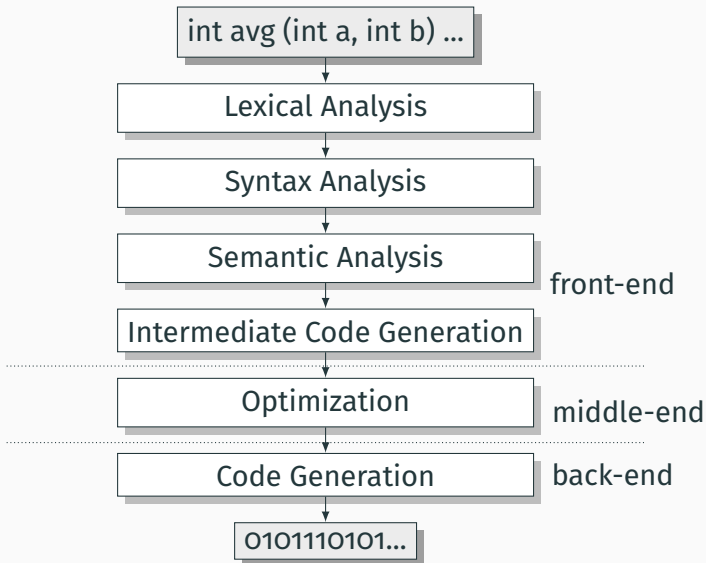 int avg (int a, int b) ...
Lexical Analysis
Syntax Analysis
Semantic Analysis
front-end
Intermediate Code Generation
Optimization
middle-end
Code Generation
back-end
0101110101...